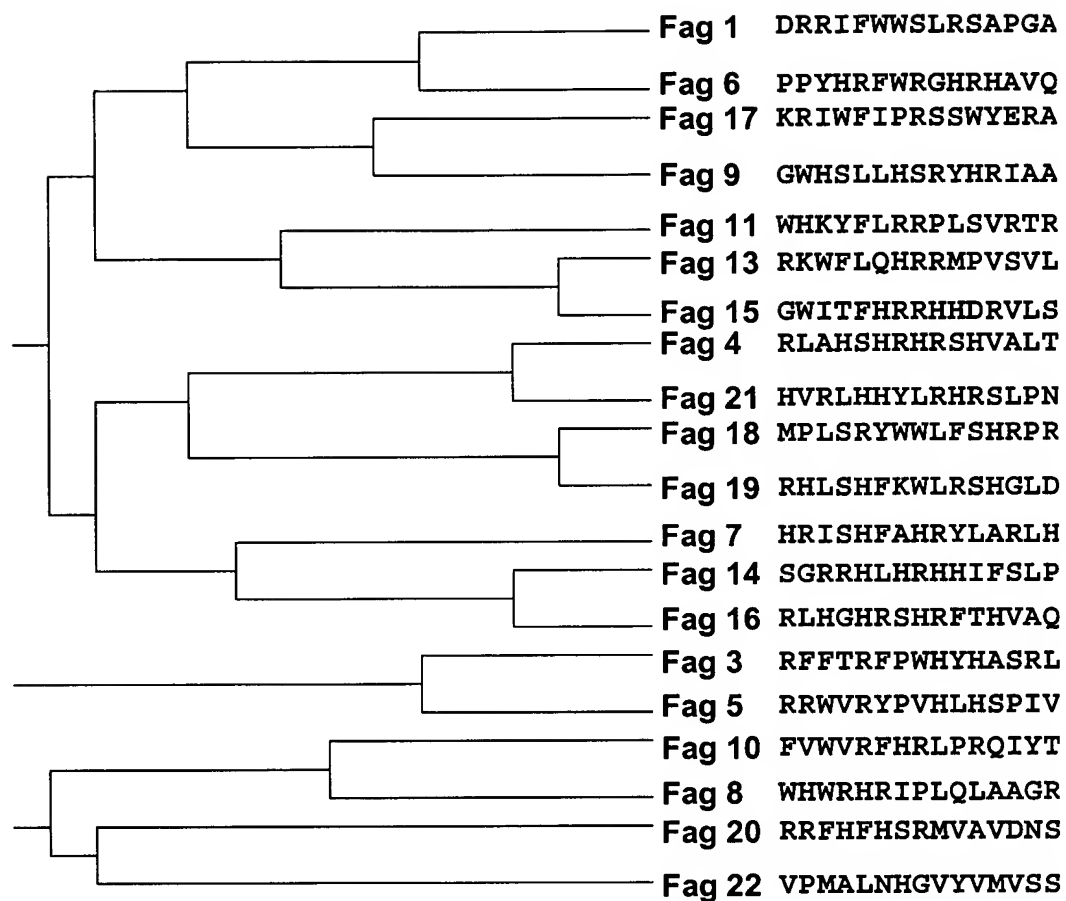 Fag 1 DRRIFWWSLRSAPGA
Fag 6 PPYHRFWRGHRHAVQ
Fag 17 KRIWFIPRSSWYERA
Fag 9 GWHSLLHSRYHRIAA
Fag 11 WHKYFLRRPLSVRTR
Fag 13 RKWFLQHRRMPVSVL
Fag 15 GWITFHRRHHDRVLS
Fag 4 RLAHSHRHRSHVALT
Fag 21 HVRLHHYLRHRSLPN
Fag 18 MPLSRYWWLFSHRPR
Fag 19 RHLSHFKWLRSHGLD
Fag 7 HRISHFAHRYLARLH
Fag 14 SGRRHLHRHHIFSLP
Fag 16 RLHGHRSHRFTHVAQ
Fag 3 RFFTRFPWHYHASRL
Fag 5 RRWVRYPVHLHSPIV
Fag 10 FVWVRFHRLPRQIYT
Fag 8 WHWRHRIPLQLAAGR
Fag 20 RRFHFHSRMVAVDNS
Fag 22 VPMALNHGVYVMVSS